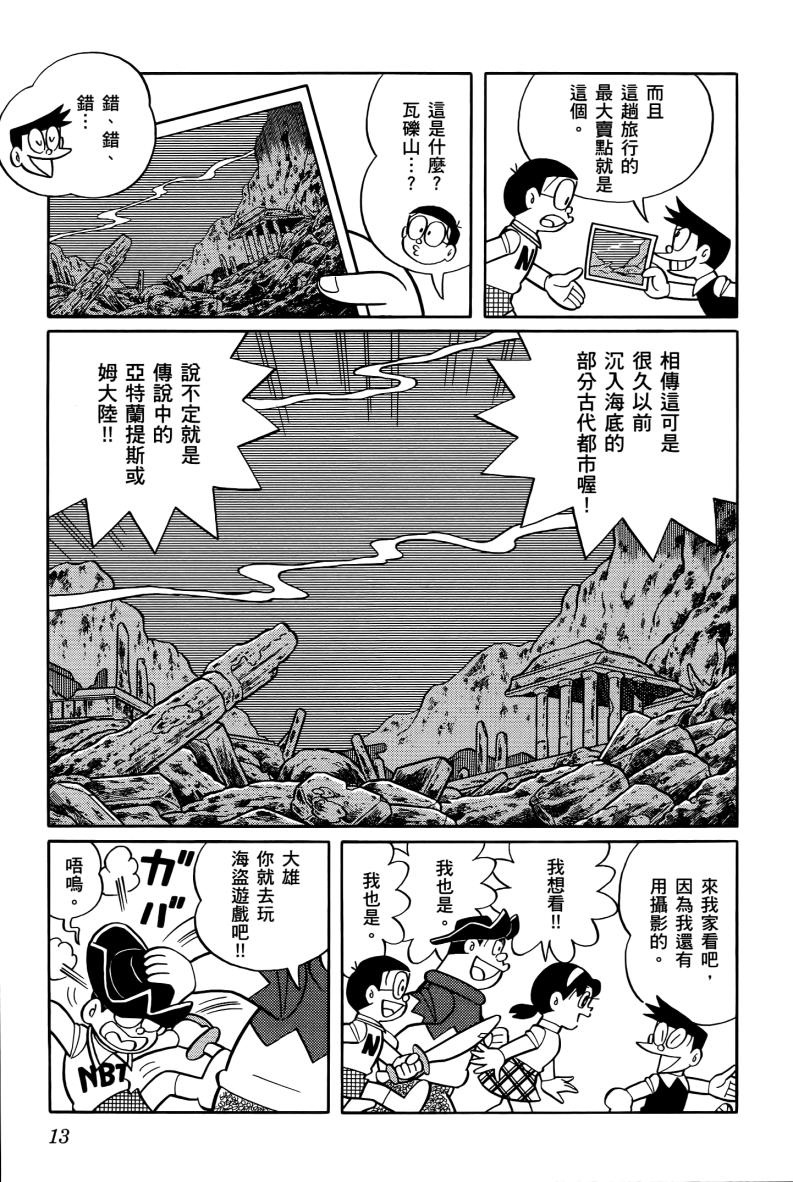 而且
這趟旅行的
最大賣點就是
這個。
N
這是什麼?
瓦礫山…?
錯、錯、
錯…
相傳這可是
很久以前
沉入海底的
部分古代都市喔!
說不定就是
傳說中的
亞特蘭提斯或
姆大陸!!
來我家看吧,
因為我還有
用攝影的。
我想看!!
我也是。
我也是。
N
大雄
你就去玩
海盜遊戲吧!!
ガバ
唔嗚。
NBT
13